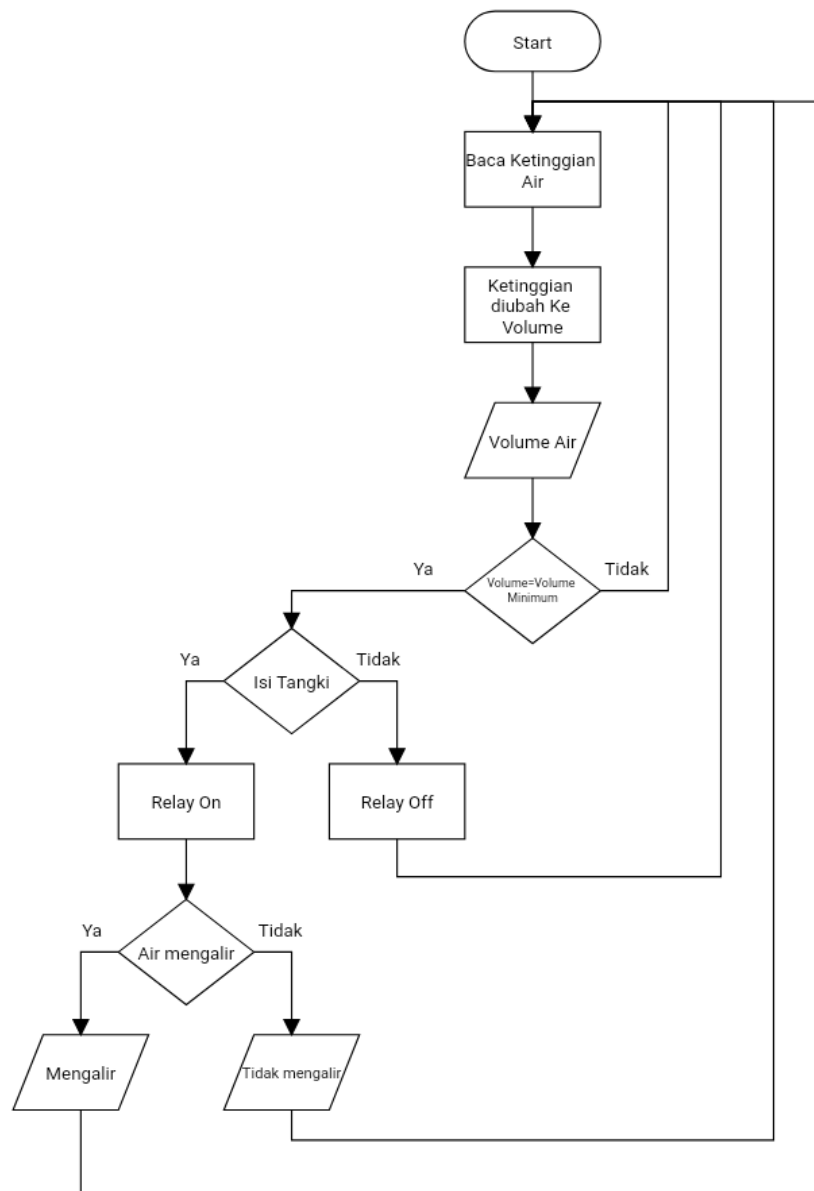 Start
Baca Ketinggian
Air
Ketinggian
diubah Ke
Volume
Volume Air
Volume=Volume
Minimum
Ya
Tidak
Isi Tangki
Ya
Tidak
Relay On
Relay Off
Air mengalir
Ya
Tidak
Mengalir
Tidak mengalir